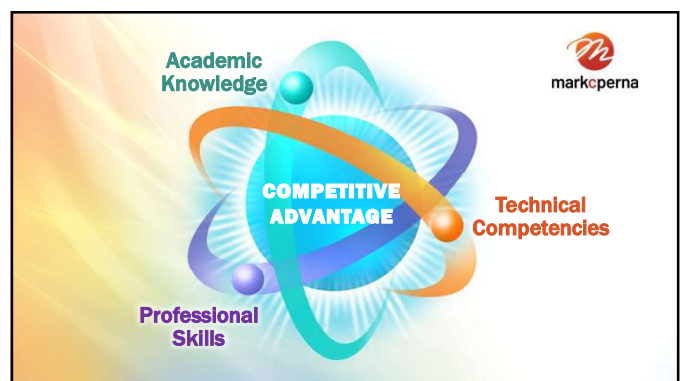 Academic
Knowledge
markcperna
COMPETITIVE
ADVANTAGE
Technical
Competencies
Professional
Skills